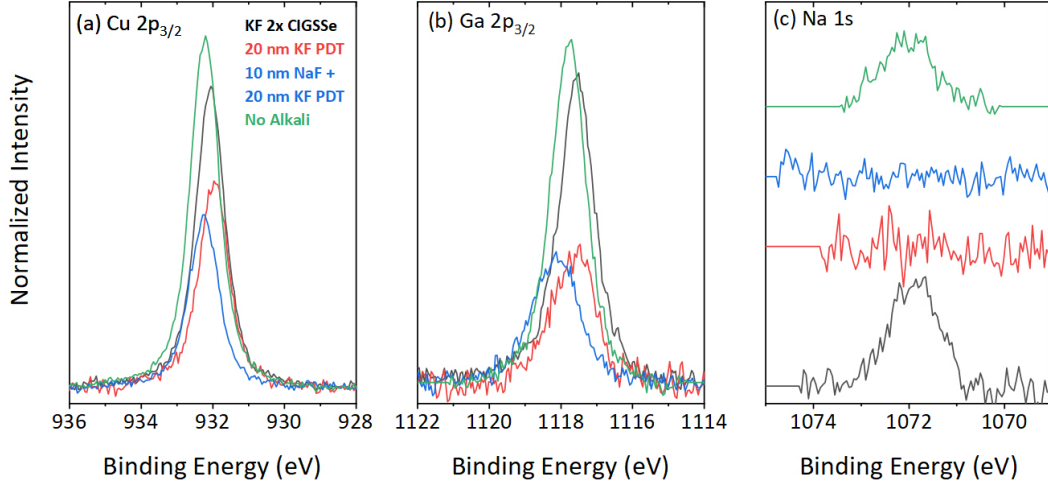 Normalized Intensity
(a) Cu 2p3/2
KF 2x CIGSSe
20 nm KF PDT
10 nm NaF +
20 nm KF PDT
No Alkali
936 934 932 930 928
Binding Energy (eV)
(b) Ga 2p3/2
1122 1120 1118 1116 1114
Binding Energy (eV)
(c) Na 1s
1074 1072 1070
Binding Energy (eV)